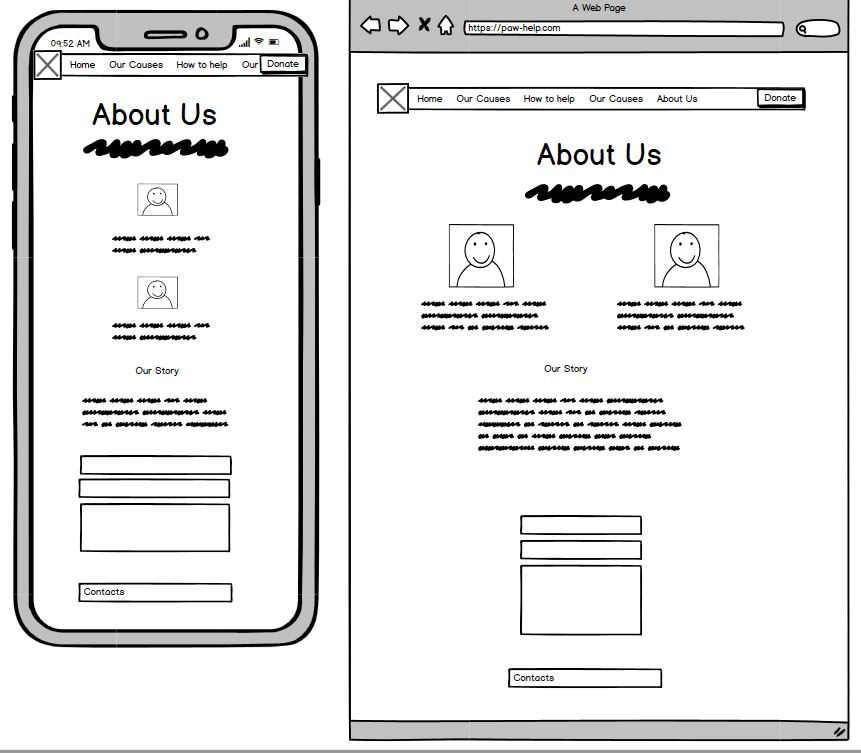 09:52 AM
Home Our Causes How to help Our Donate
About Us
Our Story
Contacts
A Web Page
https://paw-help.com
Home Our Causes How to help Our Causes About Us Donate
About Us
Our Story
Contacts